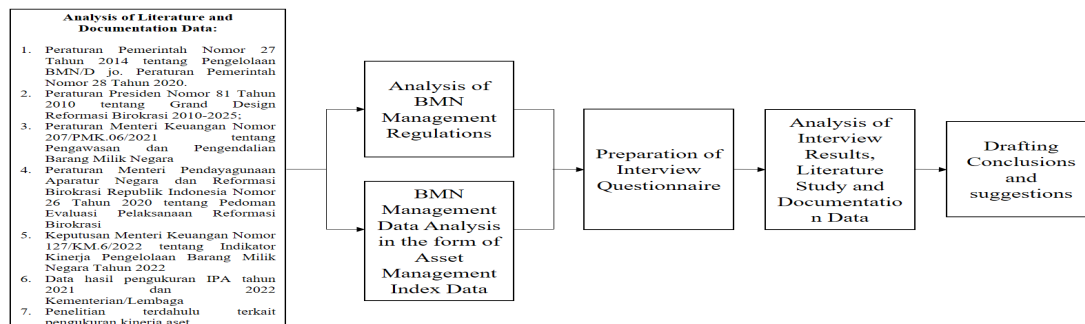 Analysis of Literature and
Documentation Data:
1. Peraturan Pemerintah Nomor 27
Tahun 2014 tentang Pengelolaan
BMN/D jo. Peraturan Pemerintah
Nomor 28 Tahun 2020.
2. Peraturan Presiden Nomor 81 Tahun
2010 tentang Grand Design
Reformasi Birokrasi 2010-2025;
3. Peraturan Menteri Keuangan Nomor
207/PMK.06/2021 tentang
Pengawasan dan Pengendalian
Barang Milik Negara
4. Peraturan Menteri Pendayagunaan
Aparatur Negara dan Reformasi
Birokrasi Republik Indonesia Nomor
26 Tahun 2020 tentang Pedoman
Evaluasi Pelaksanaan Reformasi
Birokrasi
5. Keputusan Menteri Keuangan Nomor
127/KM.6/2022 tentang Indikator
Kinerja Pengelolaan Barang Milik
Negara Tahun 2022
6. Data hasil pengukuran IPA tahun
2021 dan 2022
Kementerian/Lembaga
7. Penelitian terdahulu terkait
pengukuran kinerja aset
Analysis of
BMN
Management
Regulations
BMN
Management
Data Analysis
in the form of
Asset
Management
Index Data
Preparation of
Interview
Questionnaire
Analysis of
Interview
Results,
Literature
Study and
Documentatio
n Data
Drafting
Conclusions
and
suggestions